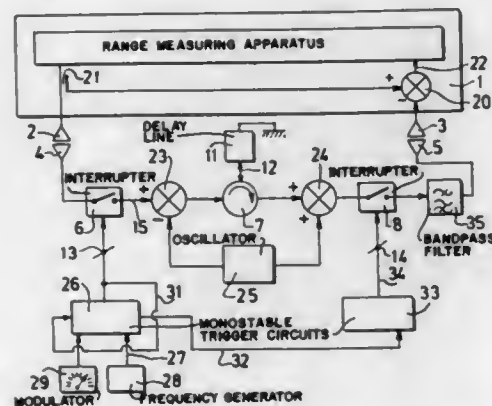 RANGE MEASURING APPARATUS
21
22
1
+
-
20
2
3
4
5
DELAY
LINE
11
23
12
24
INTERRUPTER
INTERRUPTER
+
-
+
+
6
15
7
8
35
OSCILLATOR
BANDPASS
FILTER
13
25
14
26
31
34
33
MONOSTABLE
TRIGGER CIRCUITS
27
32
29
28
MODULATOR
FREQUENCY GENERATOR